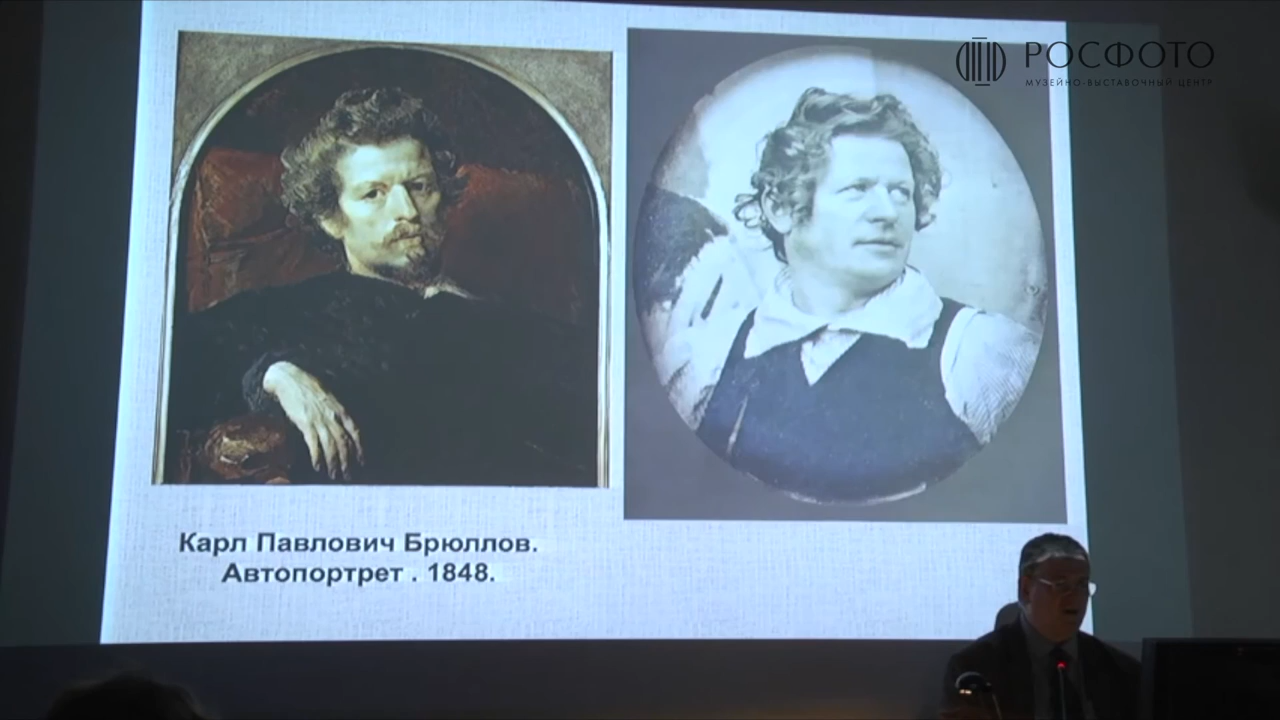 РОСФОТО
МУЗЕЙНО-ВЫСТАВОЧНЫЙ ЦЕНТР
Карл Павлович Брюллов.
Автопортрет . 1848.